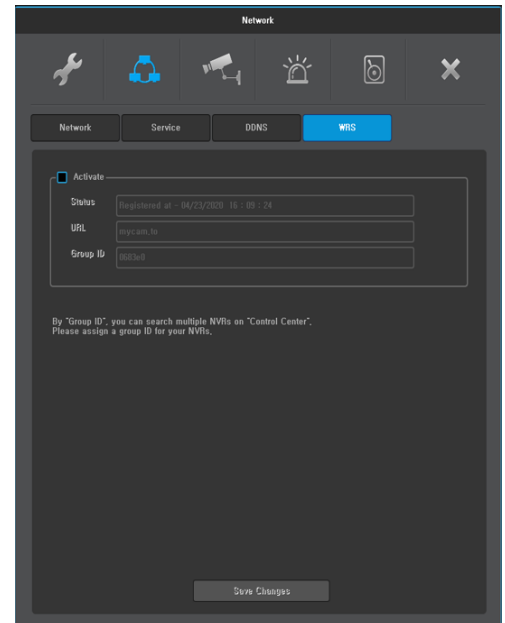 Network
Network Service DDNS WRS
Activate
Status Registered at - 04/23/2020 16 : 09 : 24
URL mycam.to
Group ID 0603e0
By "Group ID", you can search multiple NVRs on "Control Center".
Please assign a group ID for your NVRs.
Save Changes